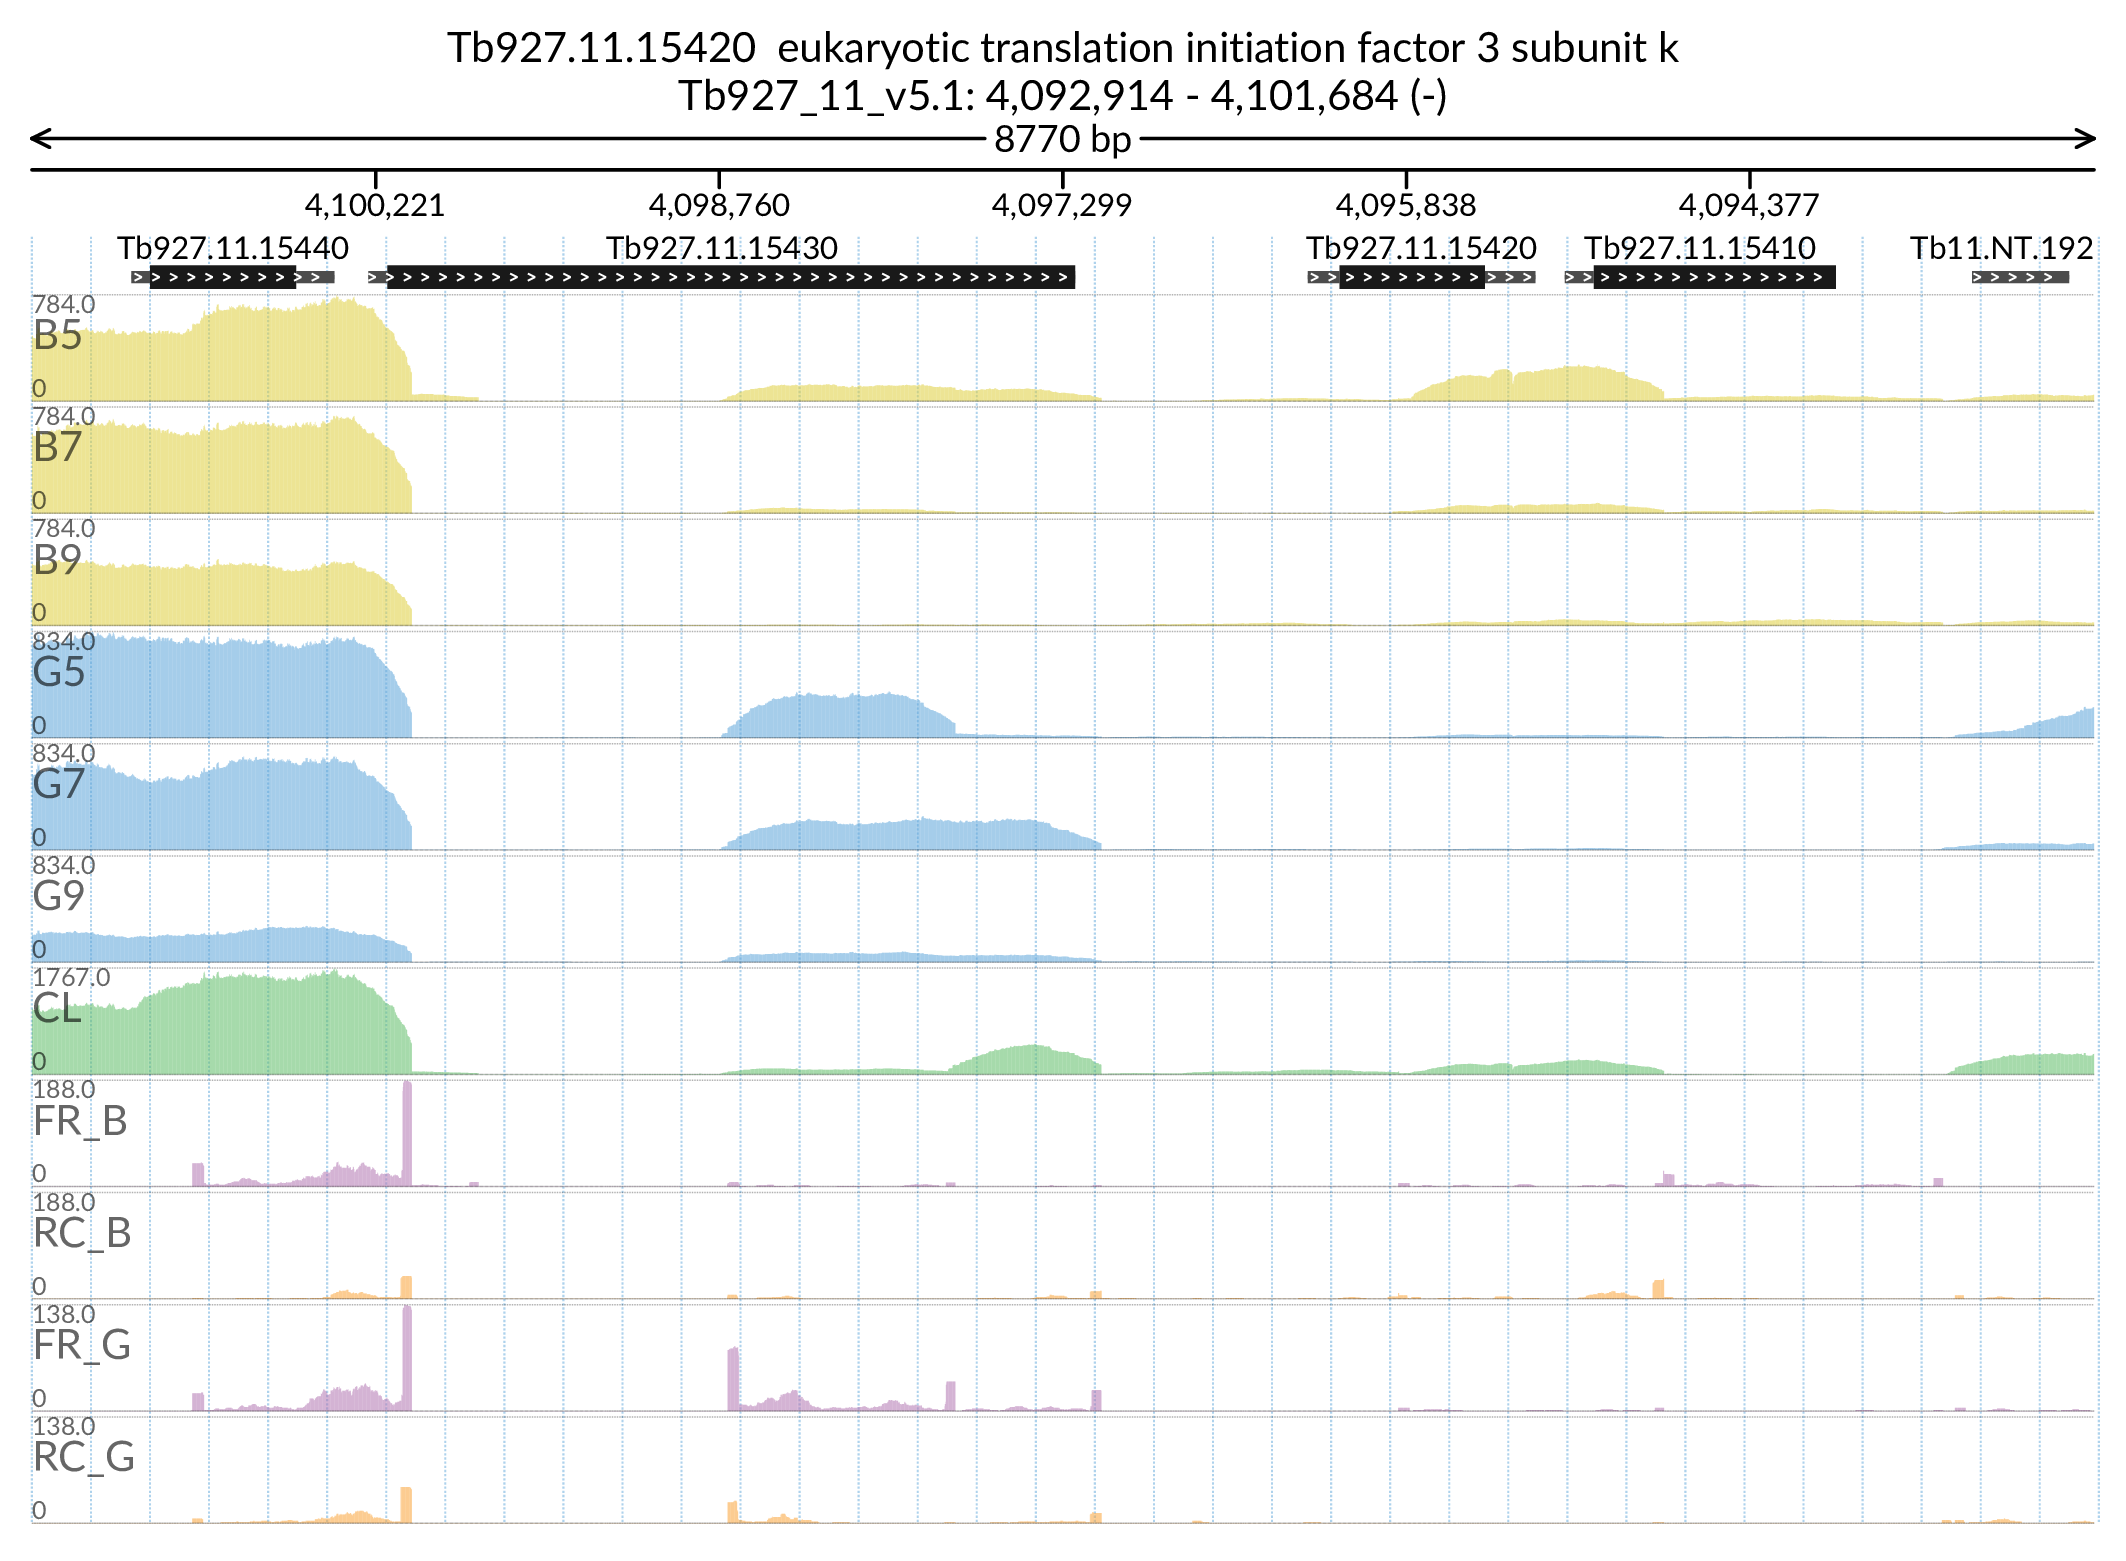 Tb927.11.15420  eukaryotic translation initiation factor 3 subunit k
Tb927_11_v5.1: 4,092,914 - 4,101,684 (-)
8770 bp
4,100,221 4,098,760 4,097,299 4,095,838 4,094,377
Tb927.11.15440 Tb927.11.15430 Tb927.11.15420 Tb927.11.15410 Tb11.NT.192
784.0
B5
0
784.0
B7
0
784.0
B9
0
834.0
G5
0
834.0
G7
0
834.0
G9
0
1767.0
CL
0
188.0
FR_B
0
188.0
RC_B
0
138.0
FR_G
0
138.0
RC_G
0